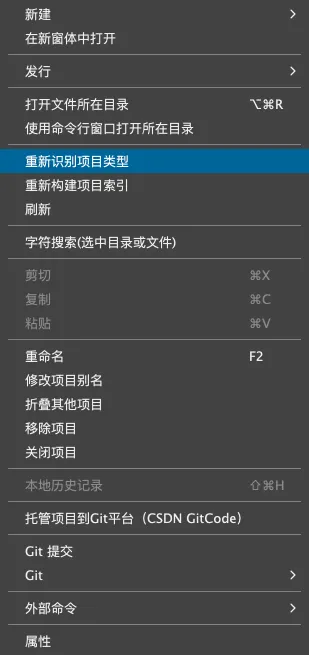 新建
在新窗体中打开
发行
打开文件所在目录 ⌥⌘R
使用命令行窗口打开所在目录
重新识别项目类型
重新构建项目索引
刷新
字符搜索(选中目录或文件)
剪切 ⌘X
复制 ⌘C
粘贴 ⌘V
重命名 F2
修改项目别名
折叠其他项目
移除项目
关闭项目
本地历史记录 ⇧⌘H
托管项目到Git平台（CSDN GitCode）
Git 提交
Git
外部命令
属性